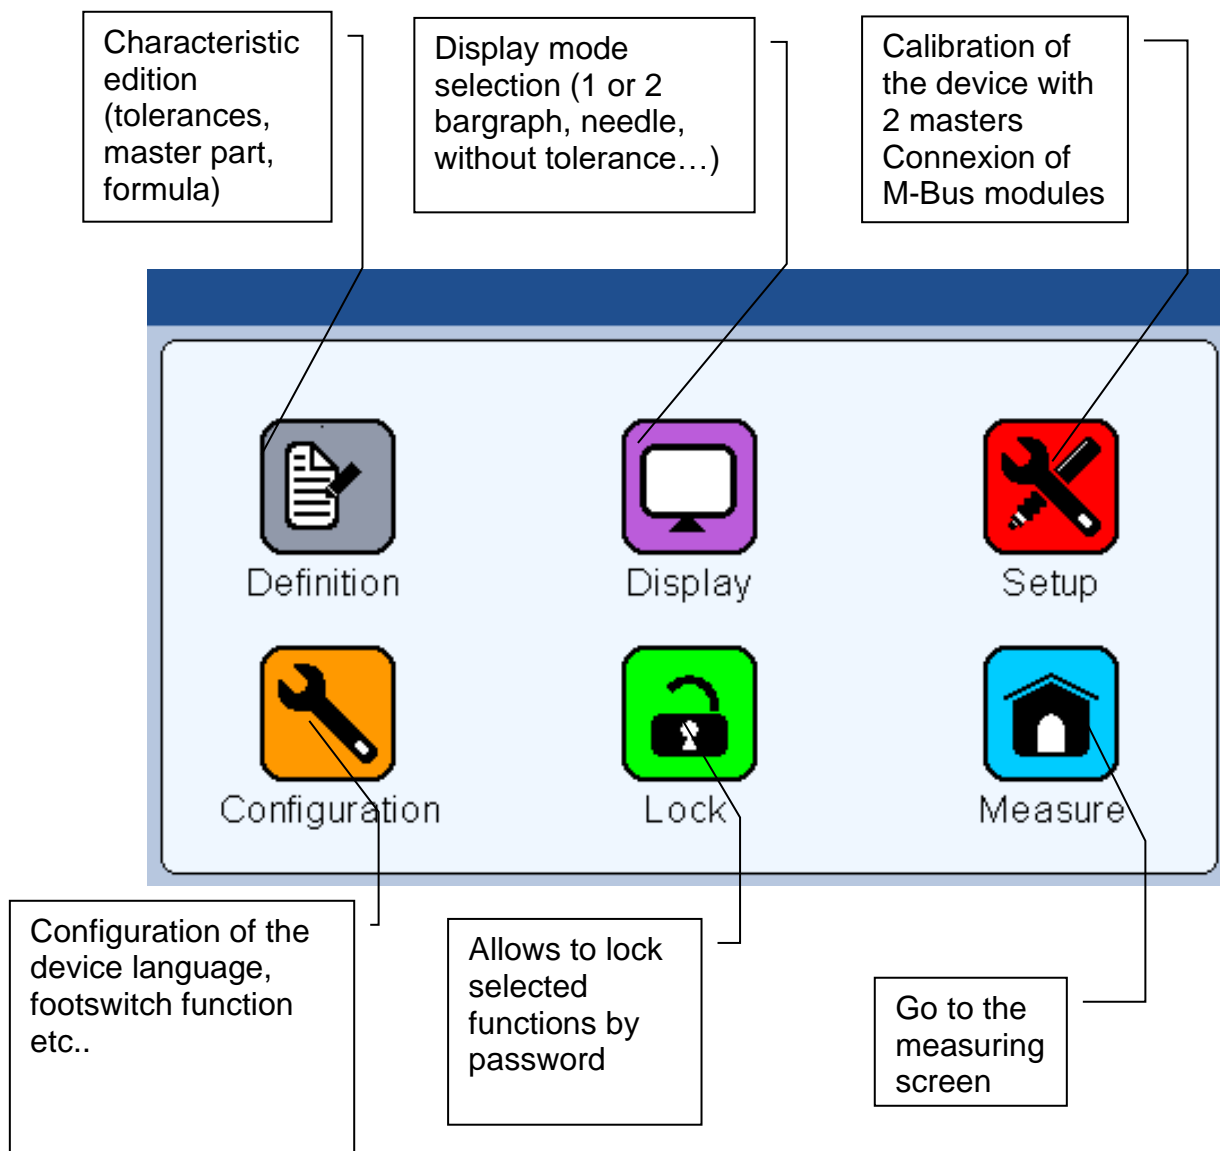 Characteristic
edition
(tolerances,
master part,
formula)
Display mode
selection (1 or 2
bargraph, needle,
without tolerance…)
Calibration of
the device with
2 masters
Connexion of
M-Bus modules
Definition
Display
Setup
Configuration
Lock
Measure
Configuration of the
device language,
footswitch function
etc..
Allows to lock
selected
functions by
password
Go to the
measuring
screen